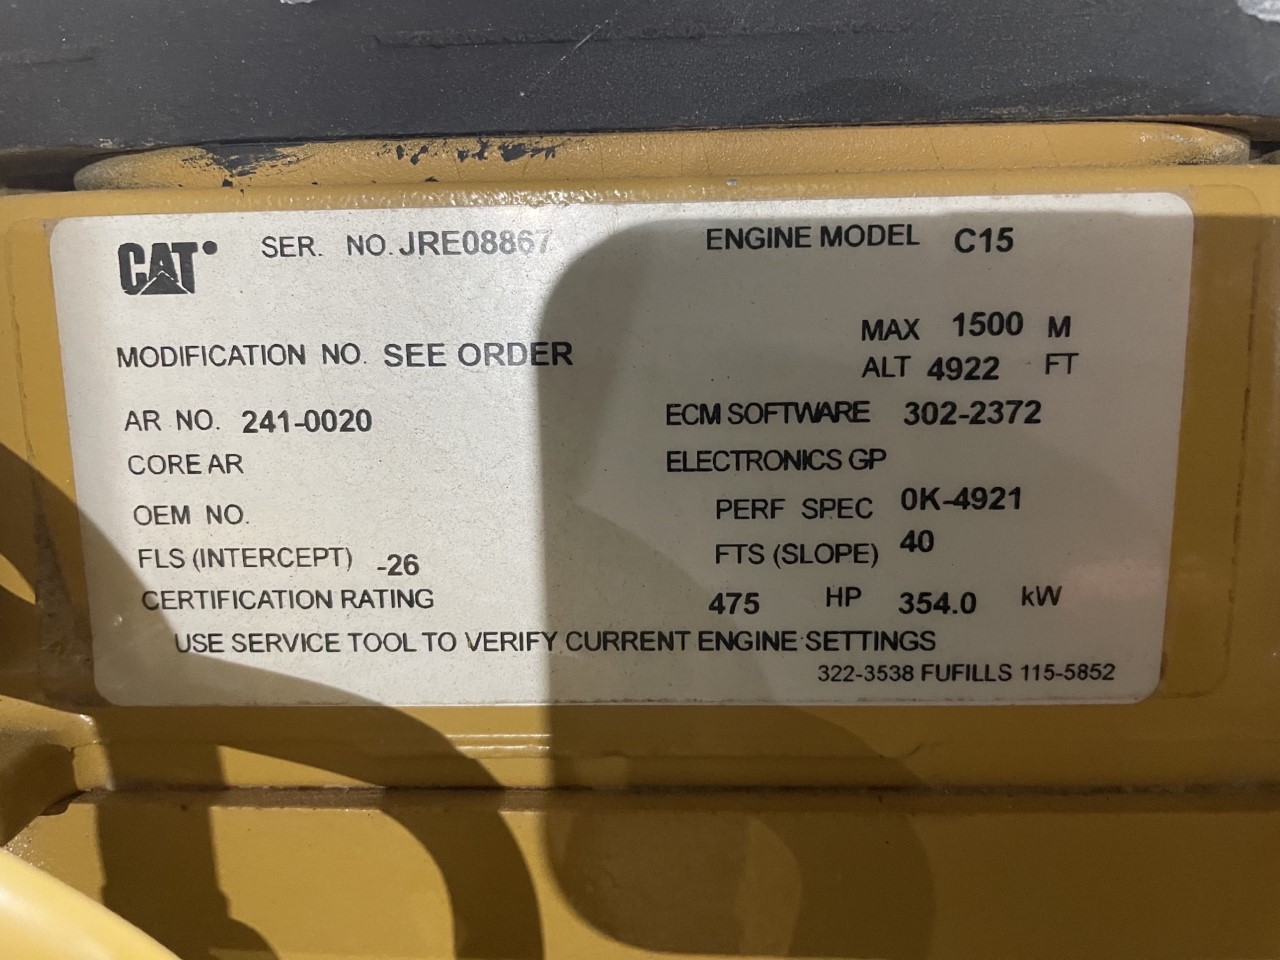 CAT SER. NO. JRE08867 ENGINE MODEL C15
MAX 1500 M
MODIFICATION NO. SEE ORDER
ALT 4922 FT
AR NO. 241-0020 ECM SOFTWARE 302-2372
CORE AR ELECTRONICS GP
OEM NO. PERF SPEC 0K-4921
FLS (INTERCEPT) -26 FTS (SLOPE) 40
CERTIFICATION RATING 475 HP 354.0 kW
USE SERVICE TOOL TO VERIFY CURRENT ENGINE SETTINGS
322-3538 FUFILLS 115-5852